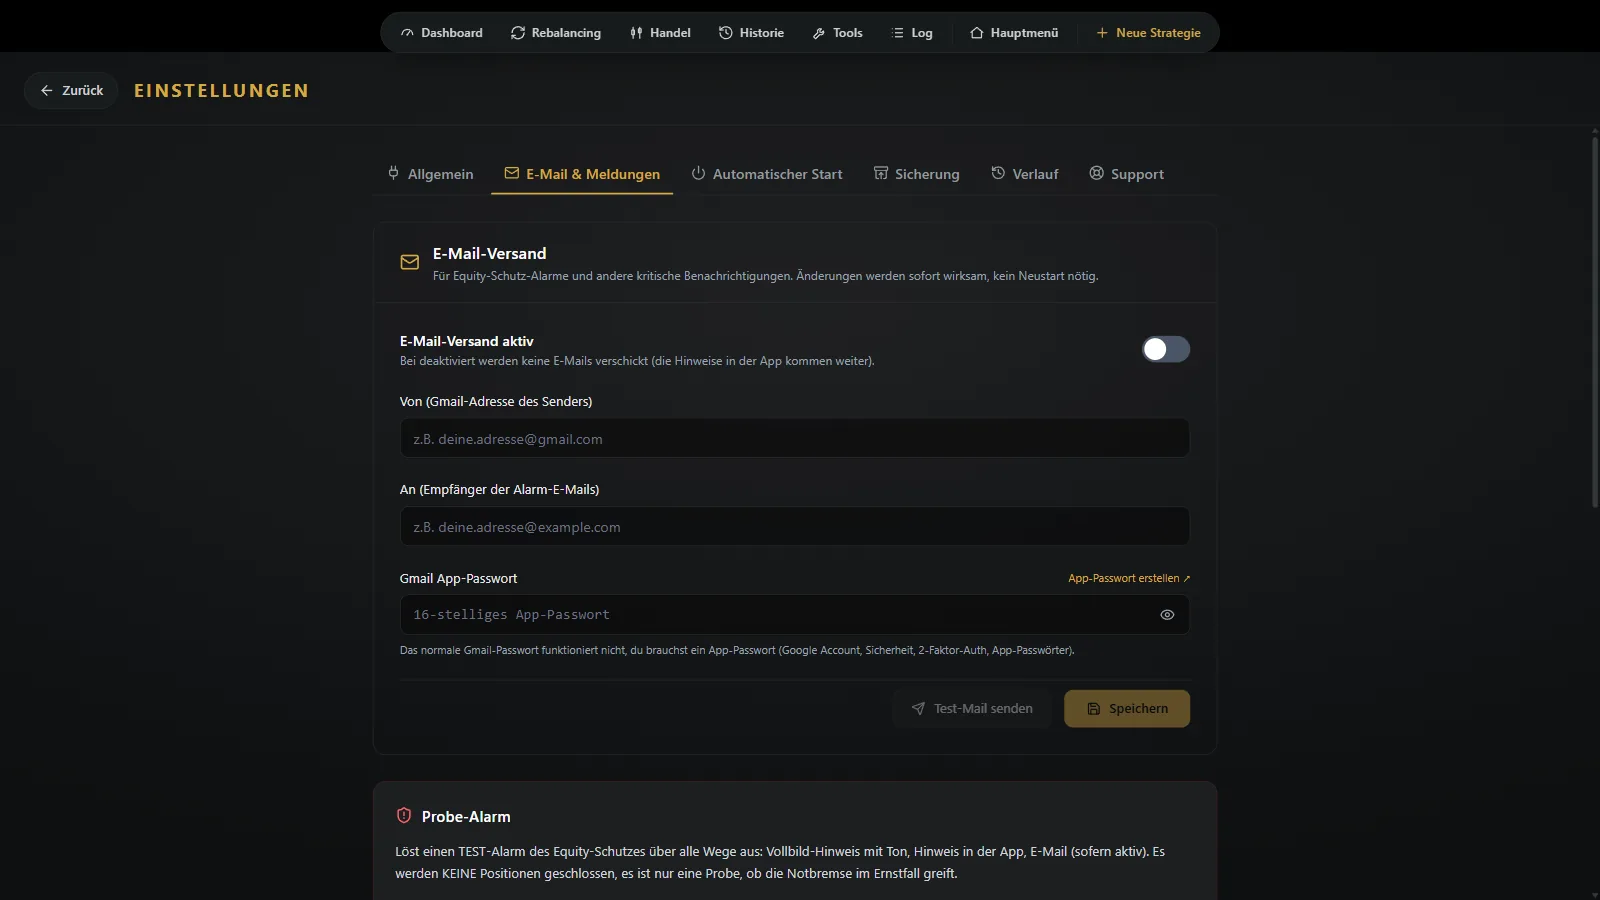 Dashboard Rebalancing Handel Historie Tools Log Hauptmenü Neue Strategie
Zurück EINSTELLUNGEN
Allgemein E-Mail & Meldungen Automatischer Start Sicherung Verlauf Support
E-Mail-Versand
Für Equity-Schutz-Alarme und andere kritische Benachrichtigungen. Änderungen werden sofort wirksam, kein Neustart nötig.
E-Mail-Versand aktiv
Bei deaktiviert werden keine E-Mails verschickt (die Hinweise in der App kommen weiter).
Von (Gmail-Adresse des Senders)
z.B. deine.adresse@gmail.com
An (Empfänger der Alarm-E-Mails)
z.B. deine.adresse@example.com
Gmail App-Passwort App-Passwort erstellen ↗
16-stelliges App-Passwort
Das normale Gmail-Passwort funktioniert nicht, du brauchst ein App-Passwort (Google Account, Sicherheit, 2-Faktor-Auth, App-Passwörter).
Test-Mail senden Speichern
Probe-Alarm
Löst einen TEST-Alarm des Equity-Schutzes über alle Wege aus: Vollbild-Hinweis mit Ton, Hinweis in der App, E-Mail (sofern aktiv). Es
werden KEINE Positionen geschlossen, es ist nur eine Probe, ob die Notbremse im Ernstfall greift.